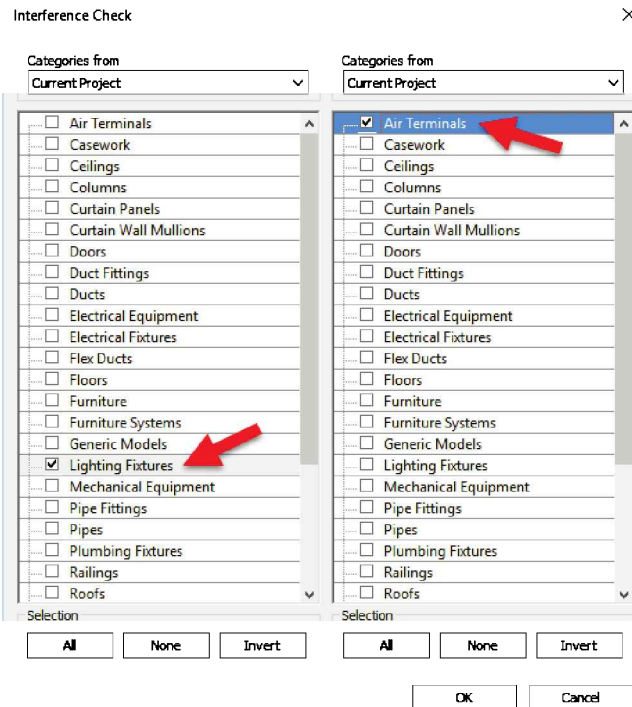 Interference Check
Categories from
Current Project
Air Terminals
Casework
Ceilings
Columns
Curtain Panels
Curtain Wall Mullions
Doors
Duct Fittings
Ducts
Electrical Equipment
Electrical Fixtures
Flex Ducts
Floors
Furniture
Furniture Systems
Generic Models
Lighting Fixtures
Mechanical Equipment
Pipe Fittings
Pipes
Plumbing Fixtures
Railings
Roofs
Selection
All None Invert
Categories from
Current Project
Air Terminals
Casework
Ceilings
Columns
Curtain Panels
Curtain Wall Mullions
Doors
Duct Fittings
Ducts
Electrical Equipment
Electrical Fixtures
Flex Ducts
Floors
Furniture
Furniture Systems
Generic Models
Lighting Fixtures
Mechanical Equipment
Pipe Fittings
Pipes
Plumbing Fixtures
Railings
Roofs
Selection
All None Invert
OK Cancel